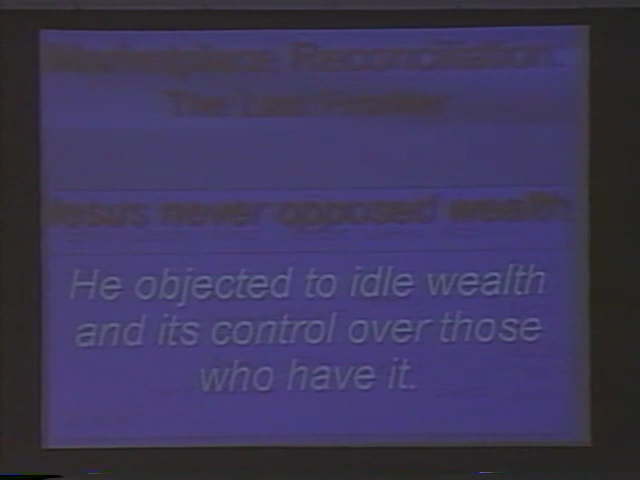 Marketplace Reconciliation:
The Last Frontier
Jesus never opposed wealth.
He objected to idle wealth
and its control over those
who have it.